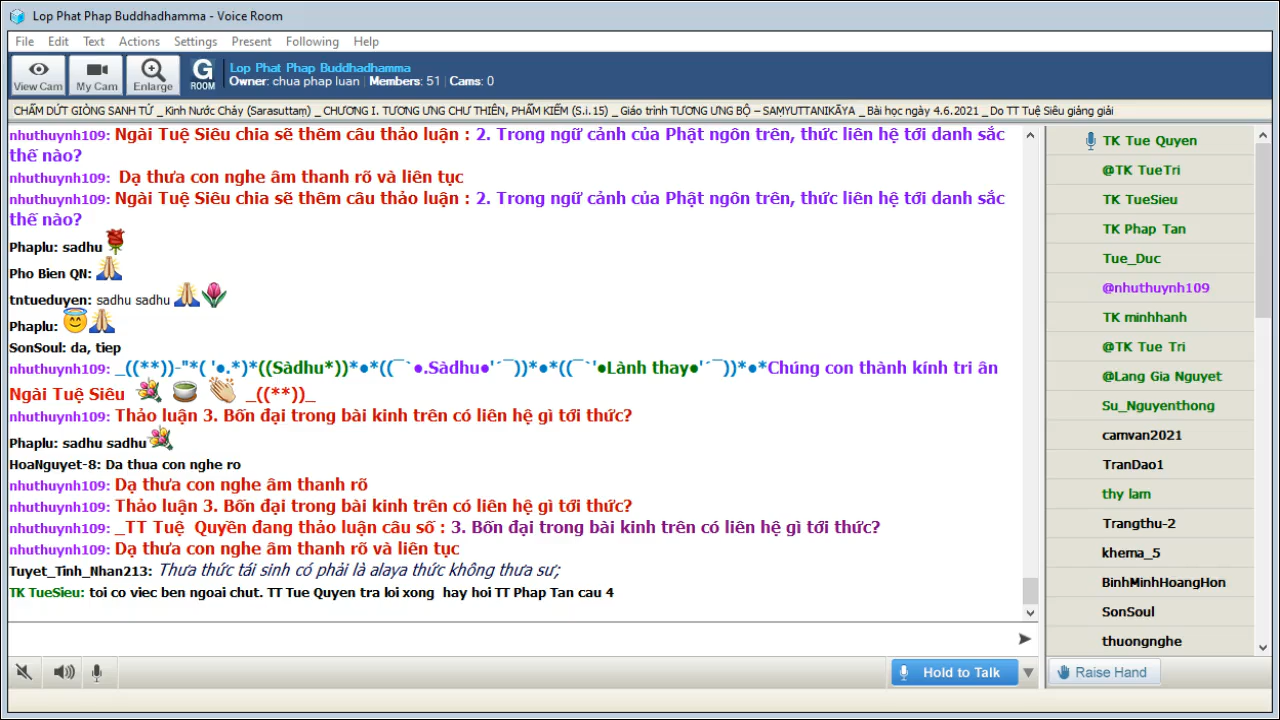 Lop Phat Phap Buddhadhamma - Voice Room
File Edit Text Actions Settings Present Following Help
View Cam
My Cam
Enlarge
G ROOM
Lop Phat Phap Buddhadhamma
Owner: chua phap luan | Members: 51 | Cams: 0
CHẤM DỨT GIÒNG SANH TỬ _Kinh Nước Chảy (Sarasuttaṃ) _CHƯƠNG I. TƯƠNG ƯNG CHƯ THIÊN, PHẨM KIẾM (S.i.15) _Giáo trình TƯƠNG ƯNG BỘ – SAṂYUTTANIKĀYA _Bài học ngày 4.6.2021 _Do TT Tuệ Siêu giảng giải
nhuthuynh109: Ngài Tuệ Siêu chia sẽ thêm câu thảo luận : 2. Trong ngữ cảnh của Phật ngôn trên, thức liên hệ tới danh sắc
thế nào?
nhuthuynh109: Dạ thưa con nghe âm thanh rõ và liên tục
nhuthuynh109: Ngài Tuệ Siêu chia sẽ thêm câu thảo luận : 2. Trong ngữ cảnh của Phật ngôn trên, thức liên hệ tới danh sắc
thế nào?
Phaplu: sadhu
Pho Bien QN:
tntueduyen: sadhu sadhu
Phaplu:
SonSoul: da, tiep
nhuthuynh109: _((**))-"*( '●.*)*((Sàdhu*))*●*((¯`●.Sàdhu●'´¯))*●*((¯`'●Lành thay●'´¯))*●*Chúng con thành kính tri ân
Ngài Tuệ Siêu _((**))_
nhuthuynh109: Thảo luận 3. Bốn đại trong bài kinh trên có liên hệ gì tới thức?
Phaplu: sadhu sadhu
HoaNguyet-8: Da thua con nghe ro
nhuthuynh109: Dạ thưa con nghe âm thanh rõ
nhuthuynh109: Thảo luận 3. Bốn đại trong bài kinh trên có liên hệ gì tới thức?
nhuthuynh109: _TT Tuệ Quyền đang thảo luận câu số : 3. Bốn đại trong bài kinh trên có liên hệ gì tới thức?
nhuthuynh109: Dạ thưa con nghe âm thanh rõ và liên tục
Tuyet_Tinh_Nhan213: Thưa thức tái sinh có phải là alaya thức không thưa sư;
TK TueSieu: toi co viec ben ngoai chut. TT Tue Quyen tra loi xong hay hoi TT Phap Tan cau 4
Hold to Talk
TK Tue Quyen
@TK TueTri
TK TueSieu
TK Phap Tan
Tue_Duc
@nhuthuynh109
TK minhhanh
@TK Tue Tri
@Lang Gia Nguyet
Su_Nguyenthong
camvan2021
TranDao1
thy lam
Trangthu-2
khema_5
BinhMinhHoangHon
SonSoul
thuongnghe
Raise Hand